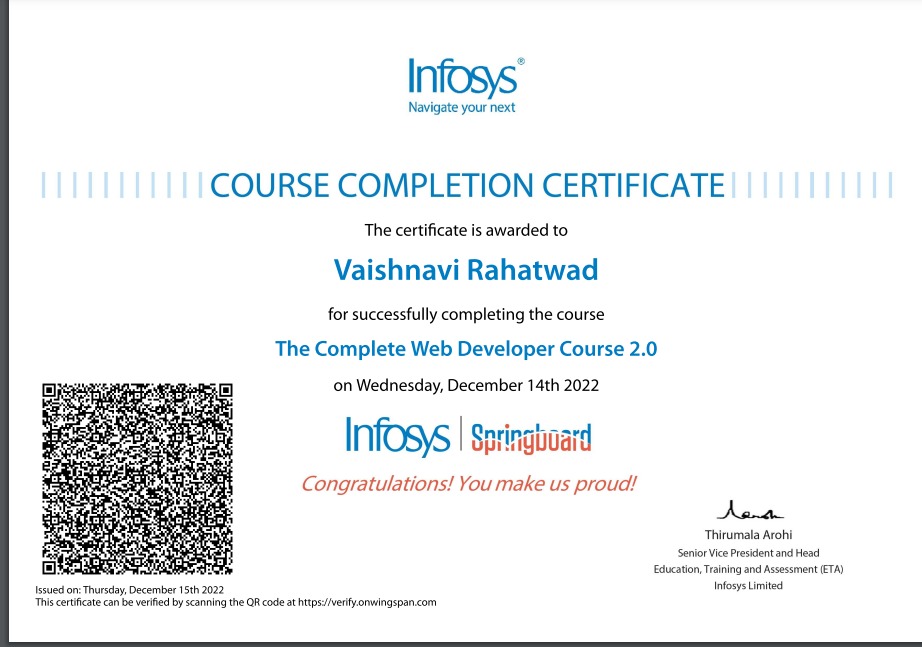 Infosys®
Navigate your next
COURSE COMPLETION CERTIFICATE
The certificate is awarded to
Vaishnavi Rahatwad
for successfully completing the course
The Complete Web Developer Course 2.0
on Wednesday, December 14th 2022
Infosys | Springboard
Congratulations! You make us proud!
Thirumala Arohi
Senior Vice President and Head
Education, Training and Assessment (ETA)
Infosys Limited
Issued on: Thursday, December 15th 2022
This certificate can be verified by scanning the QR code at https://verify.onwingspan.com